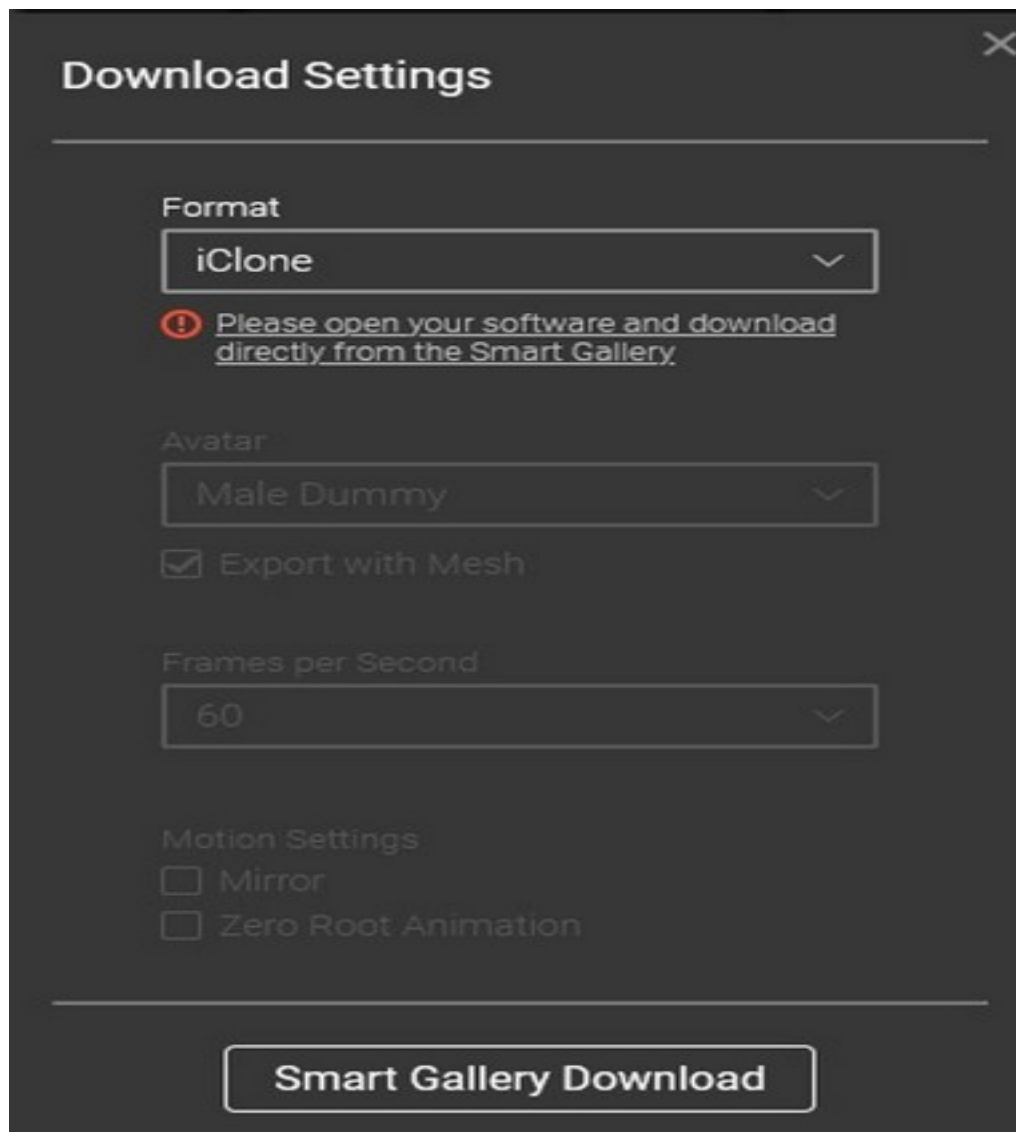 Download Settings
Format
iClone
Please open your software and download
directly from the Smart Gallery
Avatar
Male Dummy
Export with Mesh
Frames per Second
60
Motion Settings
Mirror
Zero Root Animation
Smart Gallery Download